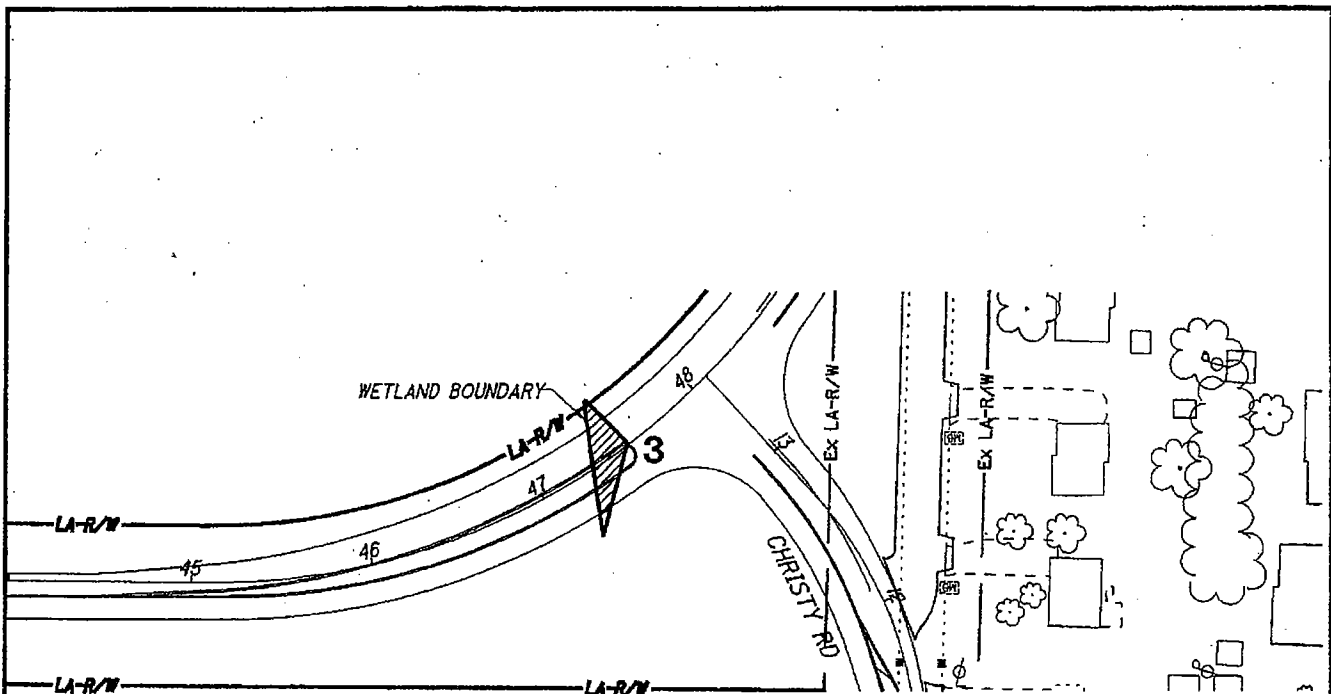 48
WETLAND BOUNDARY
LA-R/W
3
13
Ex LA-R/W
Ex LA-R/W
47
LA-R/W
46
45
CHRISTY RD
LA-R/W
LA-R/W